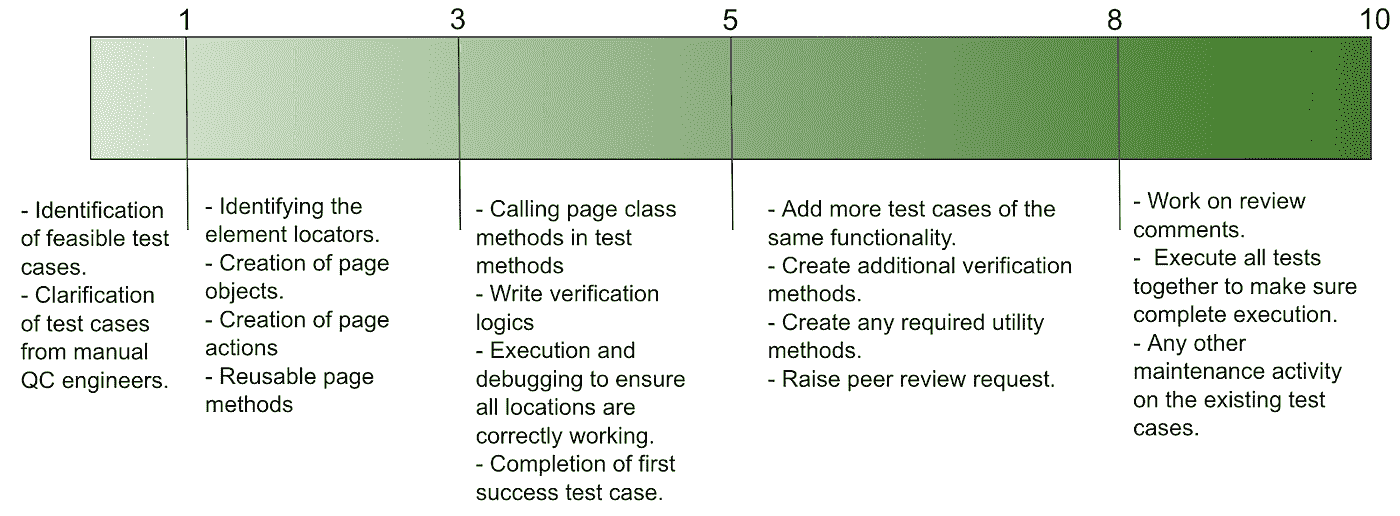 1
3
5
8
10
- Identification
of feasible test
cases.
- Clarification
of test cases
from manual
QC engineers.
- Identifying the
element locators.
- Creation of page
objects.
- Creation of page
actions
- Reusable page
methods
- Calling page class
methods in test
methods
- Write verification
logics
- Execution and
debugging to ensure
all locations are
correctly working.
- Completion of first
success test case.
- Add more test cases of the
same functionality.
- Create additional verification
methods.
- Create any required utility
methods.
- Raise peer review request.
- Work on review
comments.
- Execute all tests
together to make sure
complete execution.
- Any other
maintenance activity
on the existing test
cases.